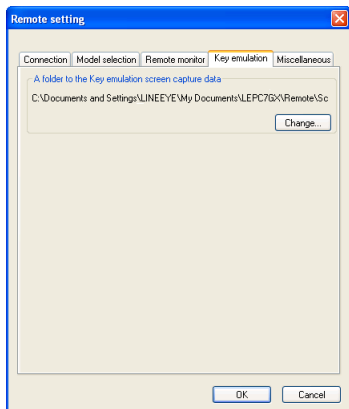 Remote setting
Connection Model selection Remote monitor Key emulation Miscellaneous
A folder to the Key emulation screen capture data
C:\Documents and Settings\LINEEYE\My Documents\LEPC7GX\Remote\Sc
Change...
OK Cancel